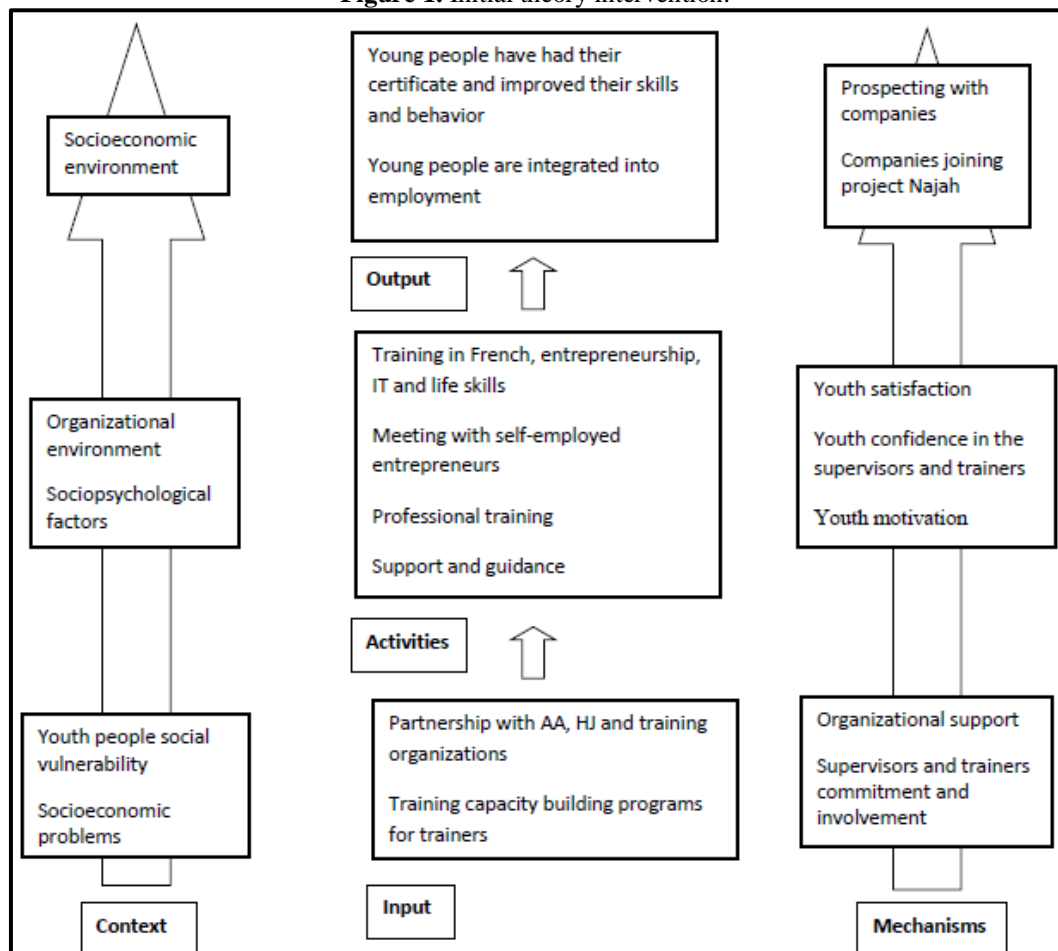 Figure 1. Initial theory intervention.
Socioeconomic
environment
Organizational
environment
Sociopsychological
factors
Youth people social
vulnerability
Socioeconomic
problems
Context
Young people have had their
certificate and improved their skills
and behavior
Young people are integrated into
employment
Output
Training in French, entrepreneurship,
IT and life skills
Meeting with self-employed
entrepreneurs
Professional training
Support and guidance
Activities
Partnership with AA, HJ and training
organizations
Training capacity building programs
for trainers
Input
Prospecting with
companies
Companies joining
project Najah
Youth satisfaction
Youth confidence in the
supervisors and trainers
Youth motivation
Organizational support
Supervisors and trainers
commitment and
involvement
Mechanisms